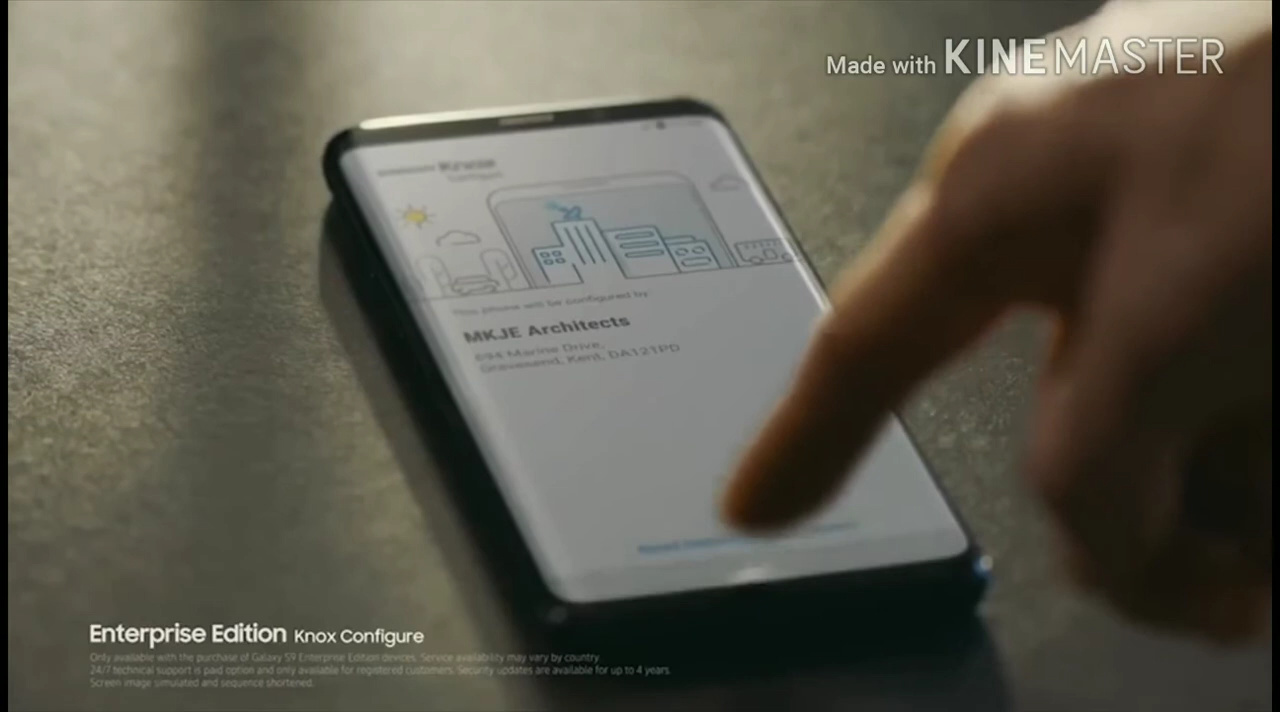 Made with KINEMASTER
Knox
This phone will be configured by
MKJE Architects
694 Marine Drive,
Gravesend, Kent, DA121PD
Enterprise Edition Knox Configure
Only available with the purchase of Galaxy S9 Enterprise Edition devices. Service availability may vary by country.
24/7 technical support is paid option and only available for registered customers. Security updates are available for up to 4 years.
Screen image simulated and sequence shortened.